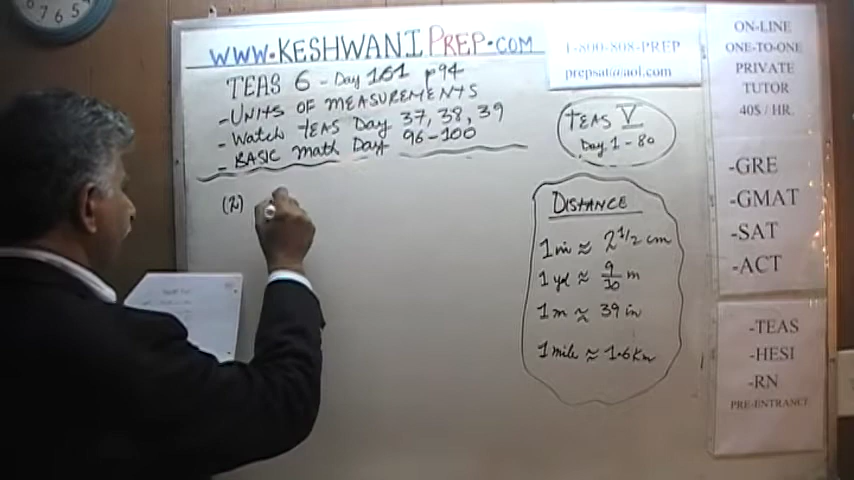 WWW.KESHWANIPREP.COM
TEAS 6 - Day 161 p94
- UNITS OF MEASUREMENTS
- Watch TEAS Day 37, 38, 39
- BASIC math Day 96-100
(2)
1-800-808-PREP
prepsat@aol.com
TEAS V
Day 1-80
DISTANCE
1 in ≈ 2 1/2 cm
1 yd ≈ 9/10 m
1 m ≈ 39 in
1 mile ≈ 1.6 Km
ON-LINE
ONE-TO-ONE
PRIVATE
TUTOR
40$ / HR.
-GRE
-GMAT
-SAT
-ACT
-TEAS
-HESI
-RN
PRE-ENTRANCE
7 6 5